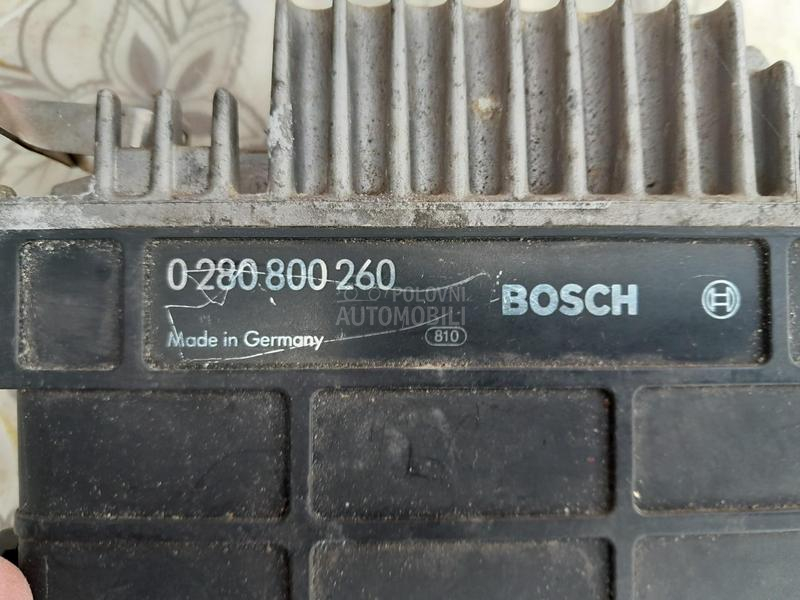 0 280 800 260
POLOVNI
AUTOMOBILI
BOSCH
Made in Germany
810